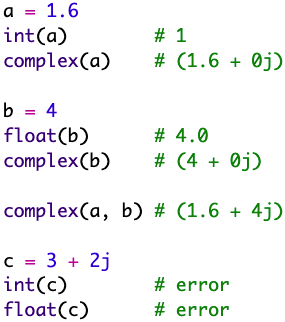 a = 1.6
int(a)         # 1
complex(a)     # (1.6 + 0j)

b = 4
float(b)       # 4.0
complex(b)     # (4 + 0j)

complex(a, b) # (1.6 + 4j)

c = 3 + 2j
int(c)         # error
float(c)       # error